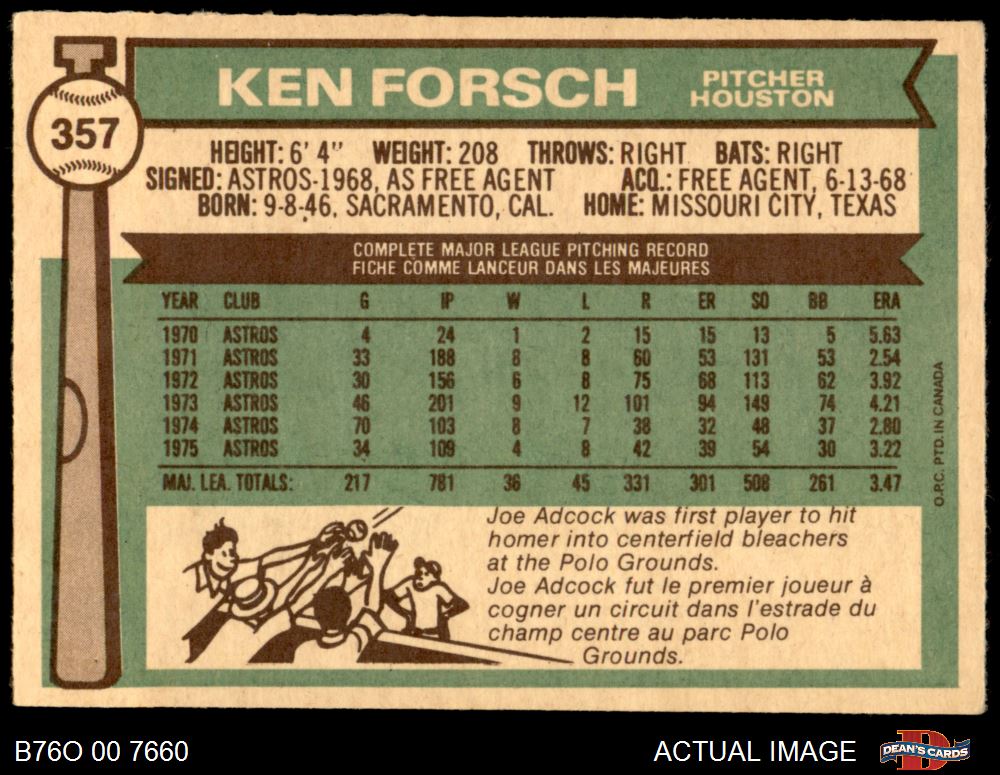 357
KEN FORSCH
PITCHER
HOUSTON
HEIGHT: 6' 4" WEIGHT: 208 THROWS: RIGHT BATS: RIGHT
SIGNED: ASTROS-1968, AS FREE AGENT ACQ.: FREE AGENT, 6-13-68
BORN: 9-8-46, SACRAMENTO, CAL. HOME: MISSOURI CITY, TEXAS
COMPLETE MAJOR LEAGUE PITCHING RECORD
FICHE COMME LANCEUR DANS LES MAJEURES
YEAR CLUB G IP W L R ER SO BB ERA
1970 ASTROS 4 24 1 2 15 15 13 5 5.63
1971 ASTROS 33 188 8 8 60 53 131 53 2.54
1972 ASTROS 30 156 6 8 75 68 113 62 3.92
1973 ASTROS 46 201 9 12 101 94 149 74 4.21
1974 ASTROS 70 103 8 7 38 32 48 37 2.80
1975 ASTROS 34 109 4 8 42 39 54 30 3.22
MAJ. LEA. TOTALS: 217 781 36 45 331 301 508 261 3.47
O.P.C. PTD. IN CANADA
Joe Adcock was first player to hit
homer into centerfield bleachers
at the Polo Grounds.
Joe Adcock fut le premier joueur à
cogner un circuit dans l'estrade du
champ centre au parc Polo
Grounds.
B76O 00 7660
ACTUAL IMAGE
DEAN'S CARDS